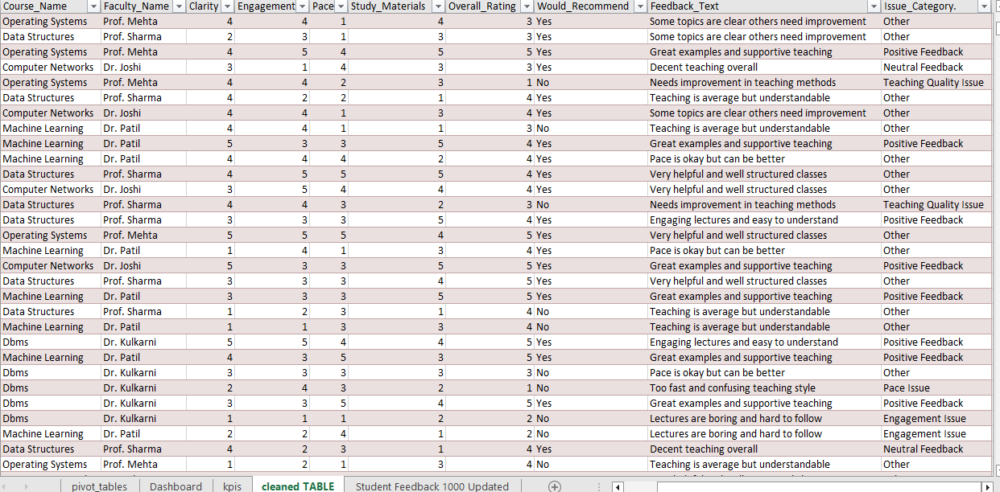 Course_Name Faculty_Name Clarity Engagement Pace Study_Materials Overall_Rating Would_Recommend Feedback_Text Issue_Category.
Operating Systems Prof. Mehta 4 4 1 4 3 Yes Some topics are clear others need improvement Other
Data Structures Prof. Sharma 2 3 1 3 3 Yes Some topics are clear others need improvement Other
Operating Systems Prof. Mehta 4 5 4 5 5 Yes Great examples and supportive teaching Positive Feedback
Computer Networks Dr. Joshi 3 1 4 3 3 Yes Decent teaching overall Neutral Feedback
Operating Systems Prof. Mehta 4 4 2 3 1 No Needs improvement in teaching methods Teaching Quality Issue
Data Structures Prof. Sharma 4 2 2 1 4 Yes Teaching is average but understandable Other
Computer Networks Dr. Joshi 4 4 1 3 4 Yes Some topics are clear others need improvement Other
Machine Learning Dr. Patil 4 4 1 1 3 No Teaching is average but understandable Other
Machine Learning Dr. Patil 5 3 3 5 4 Yes Great examples and supportive teaching Positive Feedback
Machine Learning Dr. Patil 4 4 4 2 4 Yes Pace is okay but can be better Other
Data Structures Prof. Sharma 4 5 5 5 4 Yes Very helpful and well structured classes Other
Computer Networks Dr. Joshi 3 5 4 4 4 Yes Very helpful and well structured classes Other
Data Structures Prof. Sharma 4 4 3 2 3 No Needs improvement in teaching methods Teaching Quality Issue
Data Structures Prof. Sharma 3 3 3 5 4 Yes Engaging lectures and easy to understand Positive Feedback
Operating Systems Prof. Mehta 5 5 5 4 5 Yes Very helpful and well structured classes Other
Machine Learning Dr. Patil 1 4 1 3 4 Yes Pace is okay but can be better Other
Computer Networks Dr. Joshi 5 3 3 5 5 Yes Great examples and supportive teaching Positive Feedback
Data Structures Prof. Sharma 3 3 3 4 5 Yes Very helpful and well structured classes Other
Machine Learning Dr. Patil 3 3 3 5 5 Yes Great examples and supportive teaching Positive Feedback
Data Structures Prof. Sharma 1 2 3 1 4 No Teaching is average but understandable Other
Machine Learning Dr. Patil 1 1 3 3 4 No Teaching is average but understandable Other
Dbms Dr. Kulkarni 5 5 4 4 5 Yes Engaging lectures and easy to understand Positive Feedback
Machine Learning Dr. Patil 4 3 5 3 5 Yes Great examples and supportive teaching Positive Feedback
Dbms Dr. Kulkarni 3 3 3 3 3 No Pace is okay but can be better Other
Dbms Dr. Kulkarni 2 4 3 2 1 No Too fast and confusing teaching style Pace Issue
Dbms Dr. Kulkarni 3 3 5 4 5 Yes Great examples and supportive teaching Positive Feedback
Dbms Dr. Kulkarni 1 1 1 2 2 No Lectures are boring and hard to follow Engagement Issue
Machine Learning Dr. Patil 2 2 4 1 2 No Lectures are boring and hard to follow Engagement Issue
Data Structures Prof. Sharma 4 2 3 1 4 Yes Decent teaching overall Neutral Feedback
Operating Systems Prof. Mehta 1 2 1 3 4 No Teaching is average but understandable Other
pivot_tables Dashboard kpis cleaned TABLE Student Feedback 1000 Updated